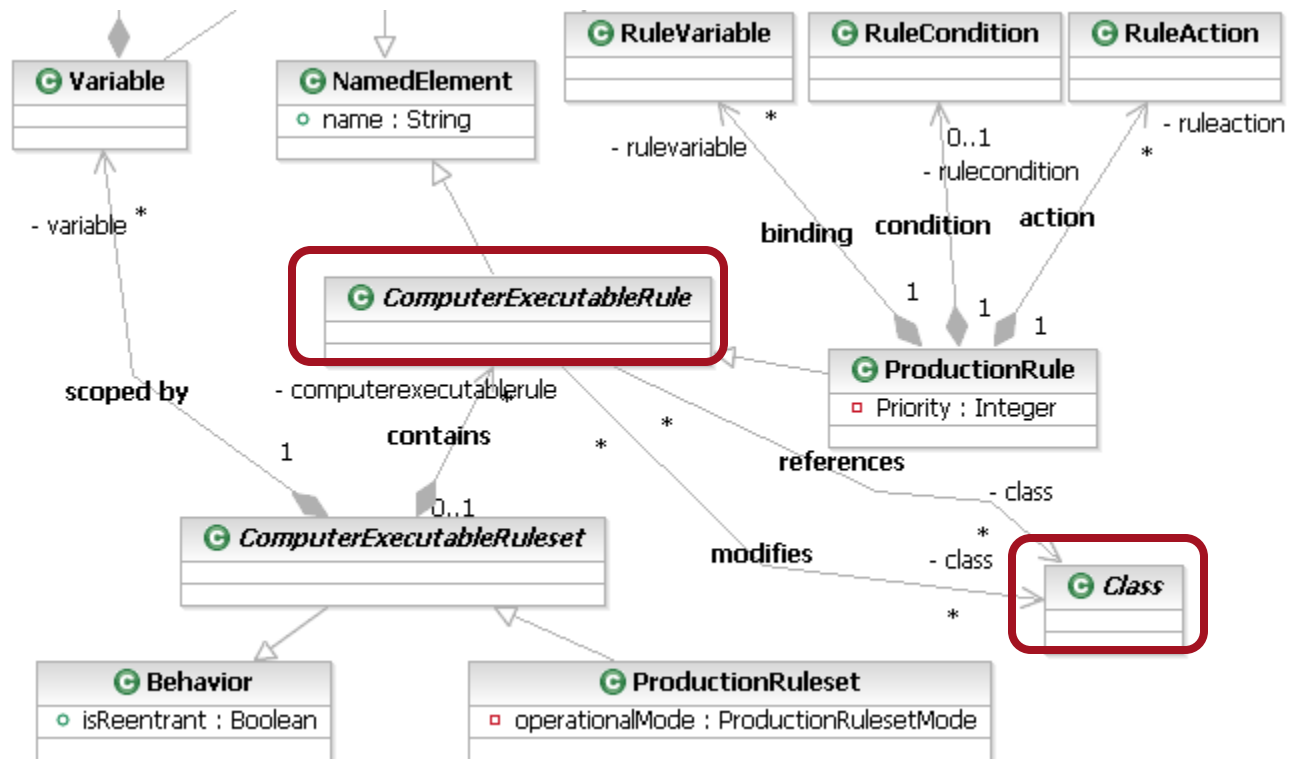 C RuleVariable
C RuleCondition
C RuleAction
C Variable
C NamedElement
name : String
*
- rulevariable
0..1
- rulecondition
- ruleaction
*
- variable
*
binding
condition
action
C ComputerExecutableRule
1
1
1
C ProductionRule
Priority : Integer
scoped by
- computerexecutablerule
*
contains
*
*
1
references
- class
0..1
*
C ComputerExecutableRuleset
modifies
- class
*
C Class
C Behavior
isReentrant : Boolean
C ProductionRuleset
operationalMode : ProductionRulesetMode